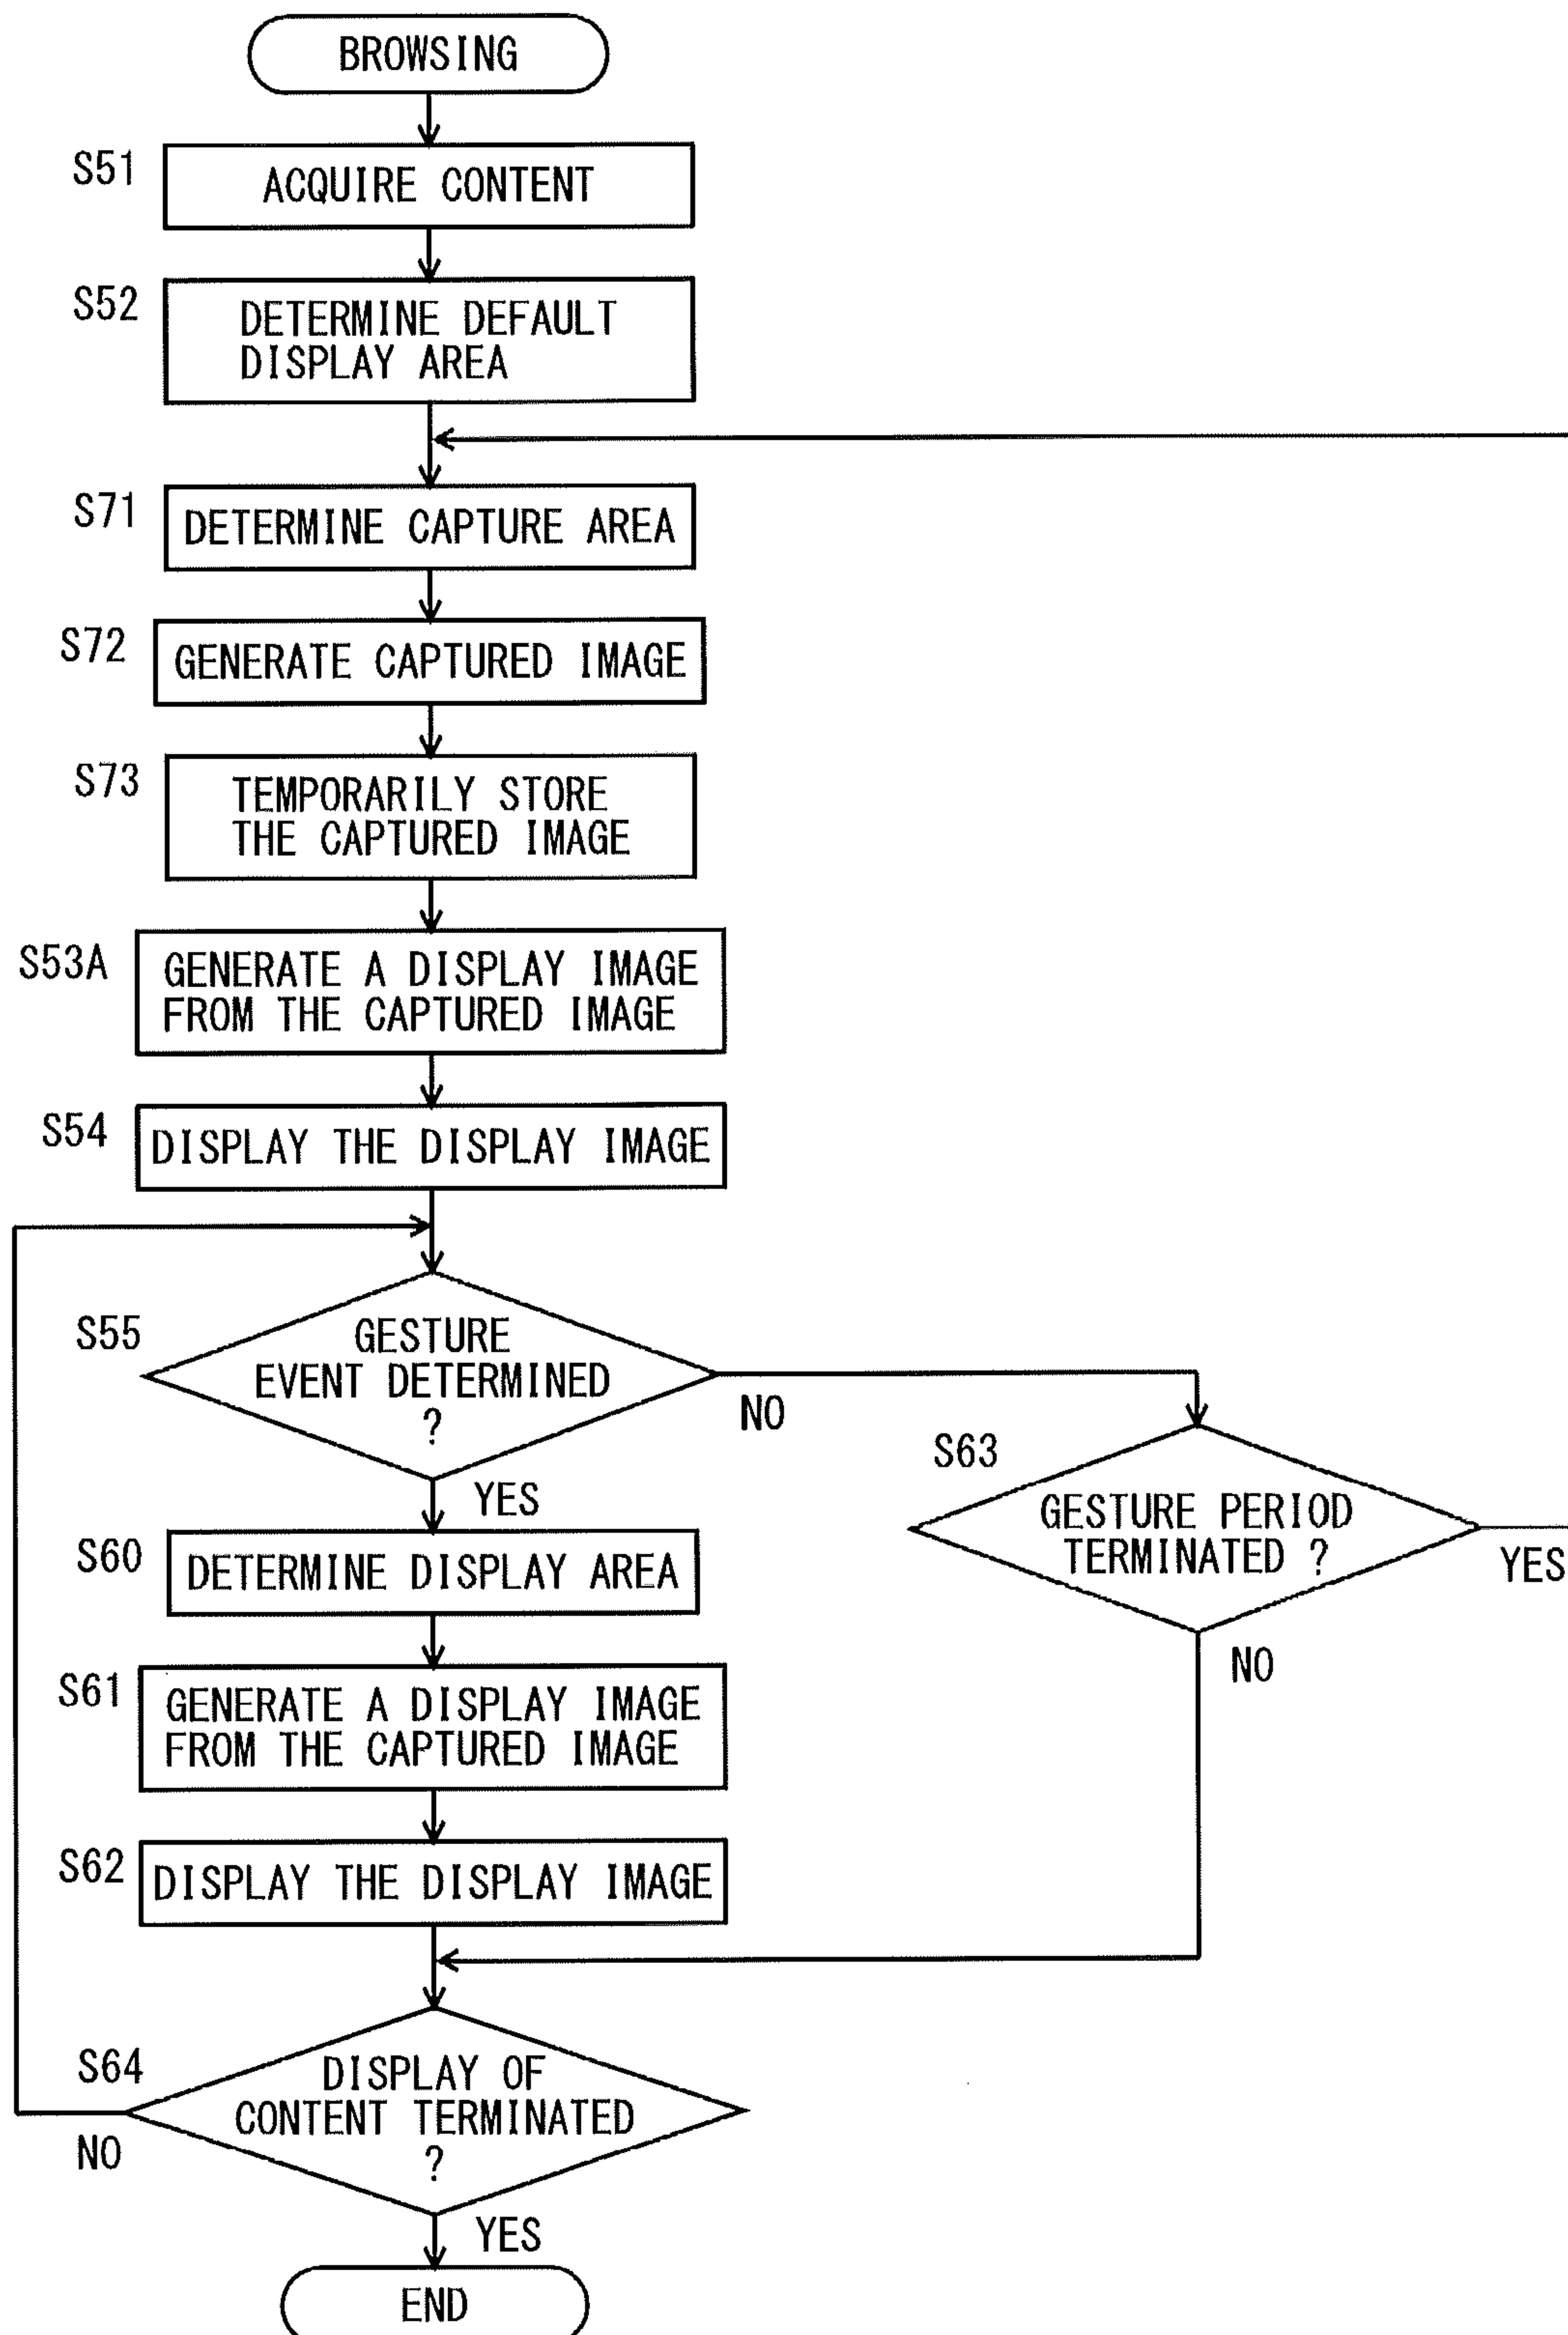 BROWSING
S51
ACQUIRE CONTENT
S52
DETERMINE DEFAULT
DISPLAY AREA
S71
DETERMINE CAPTURE AREA
S72
GENERATE CAPTURED IMAGE
S73
TEMPORARILY STORE
THE CAPTURED IMAGE
S53A
GENERATE A DISPLAY IMAGE
FROM THE CAPTURED IMAGE
S54
DISPLAY THE DISPLAY IMAGE
S55
GESTURE
EVENT DETERMINED
?
NO
YES
S63
GESTURE PERIOD
TERMINATED ?
YES
NO
S60
DETERMINE DISPLAY AREA
S61
GENERATE A DISPLAY IMAGE
FROM THE CAPTURED IMAGE
S62
DISPLAY THE DISPLAY IMAGE
S64
DISPLAY OF
CONTENT TERMINATED
?
NO
YES
END